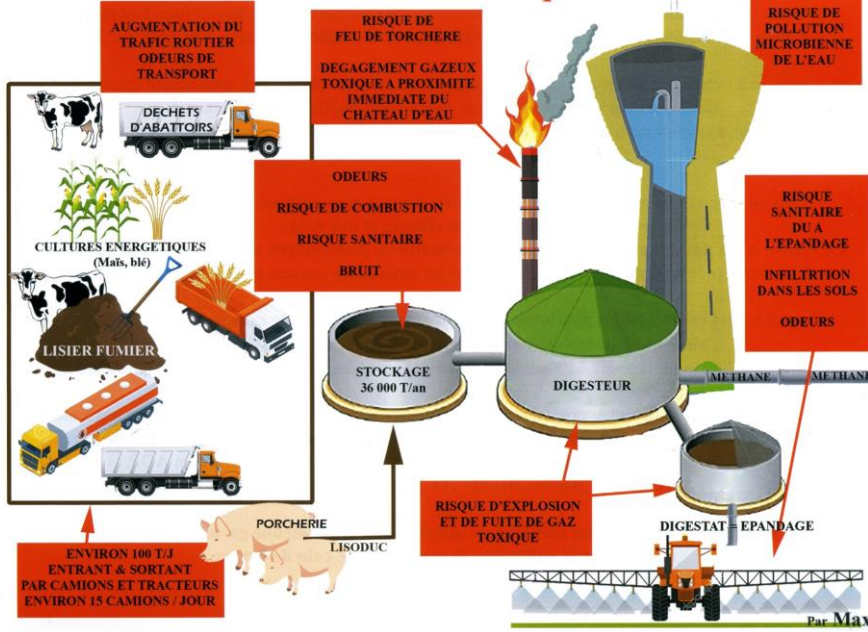 AUGMENTATION DU
TRAFIC ROUTIER
ODEURS DE
TRANSPORT
RISQUE DE
FEU DE TORCHERE
DEGAGEMENT GAZEUX
TOXIQUE A PROXIMITE
IMMEDIATE DU
CHATEAU D'EAU
RISQUE DE
POLLUTION
MICROBIENNE
DE L'EAU
DECHETS
D'ABATTOIRS
ODEURS
RISQUE DE COMBUSTION
RISQUE SANITAIRE
BRUIT
RISQUE
SANITAIRE
DU A
L'EPANDAGE
INFILTRTION
DANS LES SOLS
ODEURS
CULTURES ENERGETIQUES
(Maïs, blé)
LISIER FUMIER
STOCKAGE
36 000 T/an
DIGESTEUR
METHANE
METHANE
RISQUE D'EXPLOSION
ET DE FUITE DE GAZ
TOXIQUE
DIGESTAT = EPANDAGE
PORCHERIE
LISODUC
ENVIRON 100 T/J
ENTRANT & SORTANT
PAR CAMIONS ET TRACTEURS
ENVIRON 15 CAMIONS / JOUR
Par May